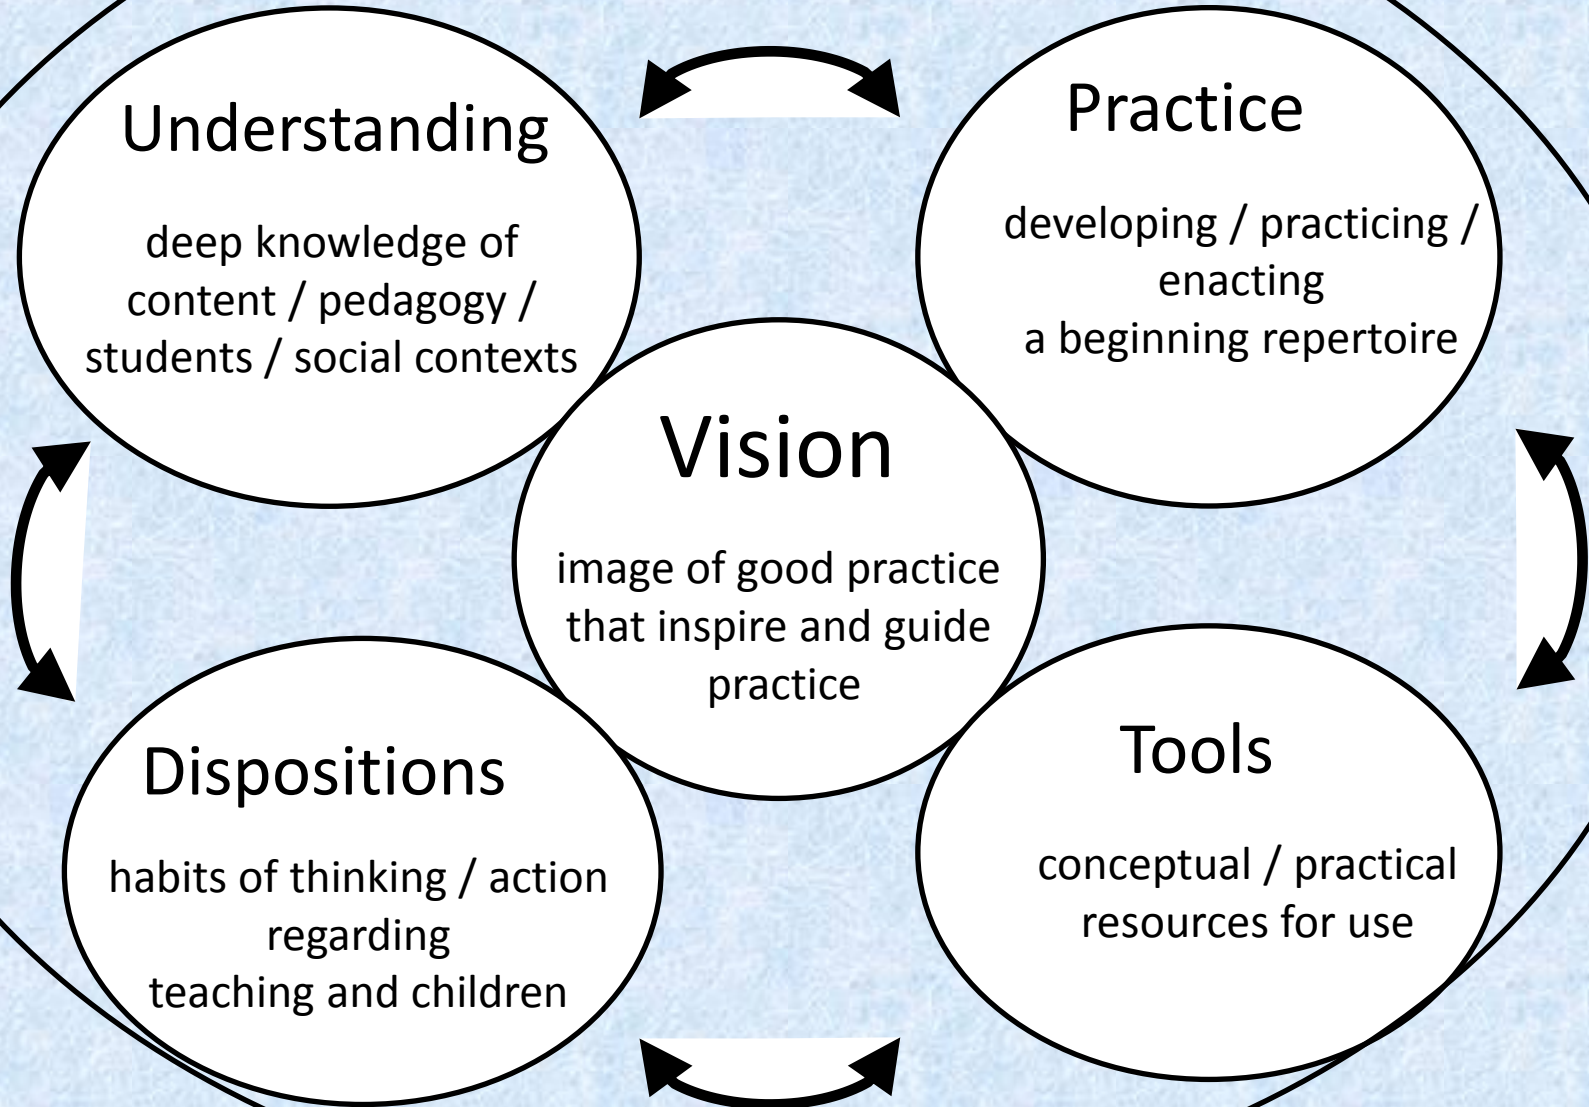 Understanding
deep knowledge of
content / pedagogy /
students / social contexts
Practice
developing / practicing /
enacting
a beginning repertoire
Vision
image of good practice
that inspire and guide
practice
Dispositions
habits of thinking / action
regarding
teaching and children
Tools
conceptual / practical
resources for use